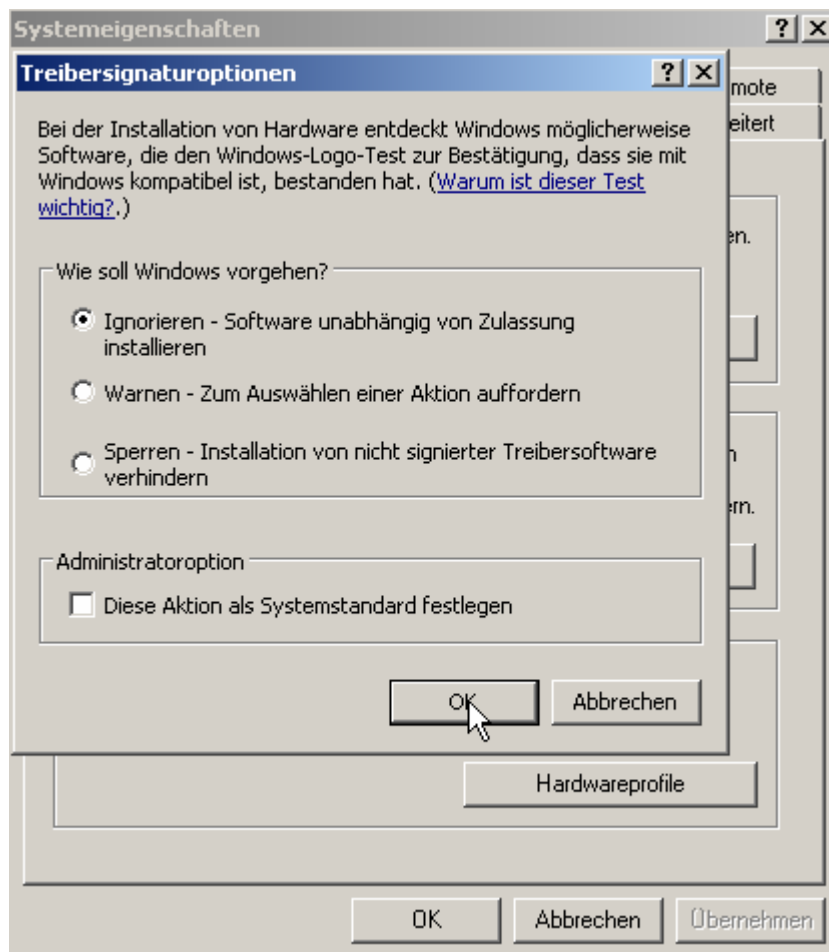 Systemeigenschaften
Treibersignaturoptionen
mote
eitert
Bei der Installation von Hardware entdeckt Windows möglicherweise
Software, die den Windows-Logo-Test zur Bestätigung, dass sie mit
Windows kompatibel ist, bestanden hat. (Warum ist dieser Test
wichtig?.)
en.
Wie soll Windows vorgehen?
Ignorieren - Software unabhängig von Zulassung
installieren
Warnen - Zum Auswählen einer Aktion auffordern
Sperren - Installation von nicht signierter Treibersoftware
verhindern
n
ern.
Administratoroption
Diese Aktion als Systemstandard festlegen
OK Abbrechen
Hardwareprofile
OK Abbrechen Übernehmen